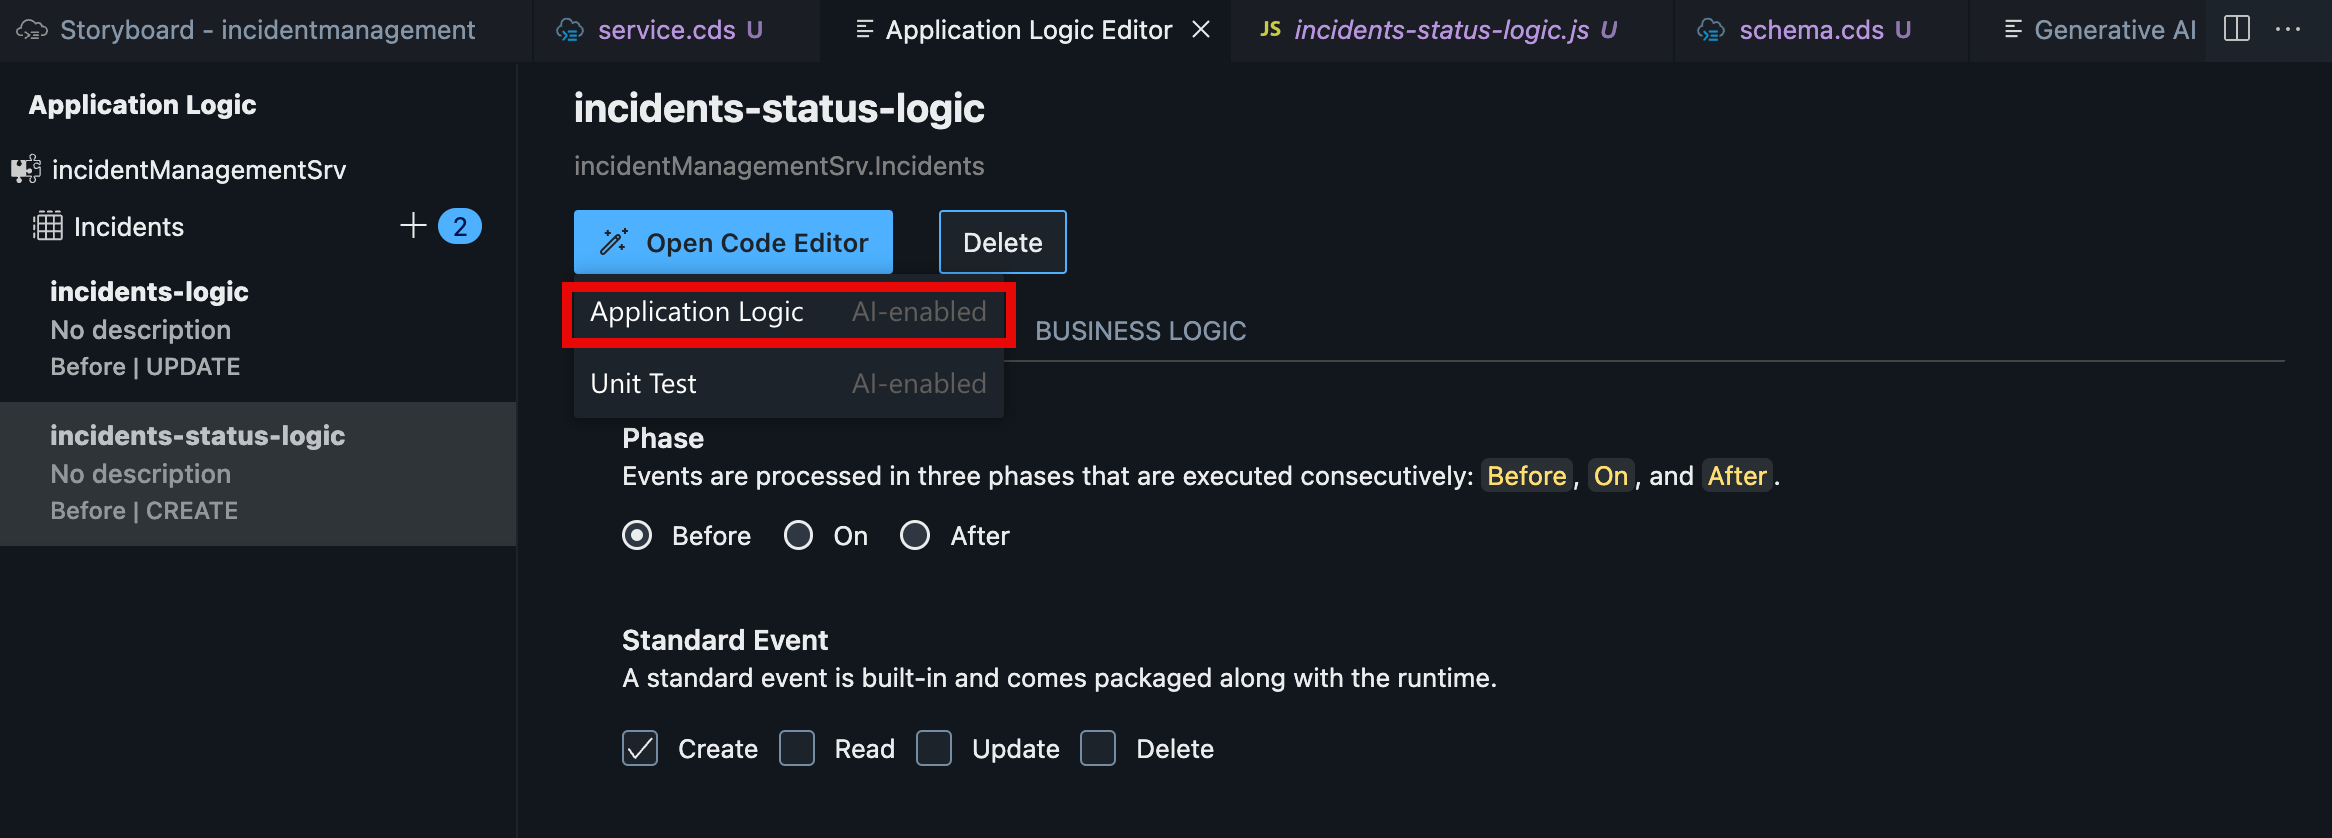 Storyboard - incidentmanagement
service.cds U
Application Logic Editor
JS incidents-status-logic.js U
schema.cds U
Generative AI
Application Logic
incidentManagementSrv
Incidents
2
incidents-logic
No description
Before | UPDATE
incidents-status-logic
No description
Before | CREATE
incidents-status-logic
incidentManagementSrv.Incidents
Open Code Editor
Delete
Application Logic AI-enabled
Unit Test AI-enabled
BUSINESS LOGIC
Phase
Events are processed in three phases that are executed consecutively: Before, On, and After.
Before On After
Standard Event
A standard event is built-in and comes packaged along with the runtime.
Create Read Update Delete